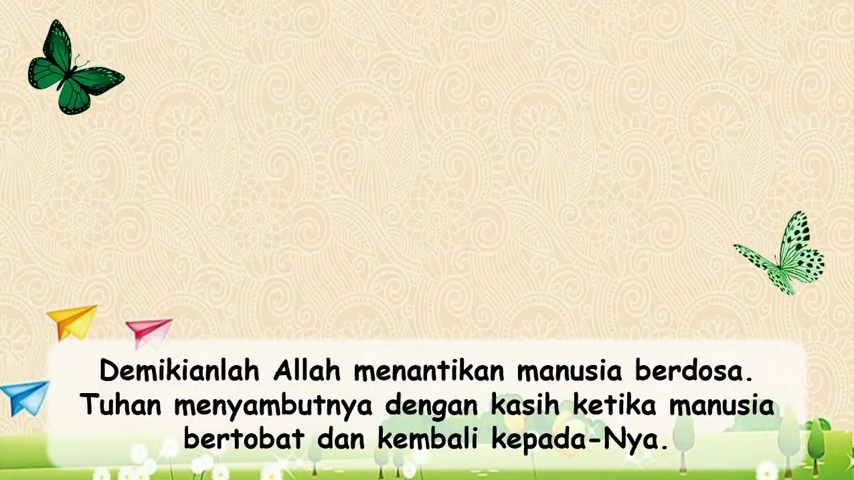 Demikianlah Allah menantikan manusia berdosa.
Tuhan menyambutnya dengan kasih ketika manusia
bertobat dan kembali kepada-Nya.